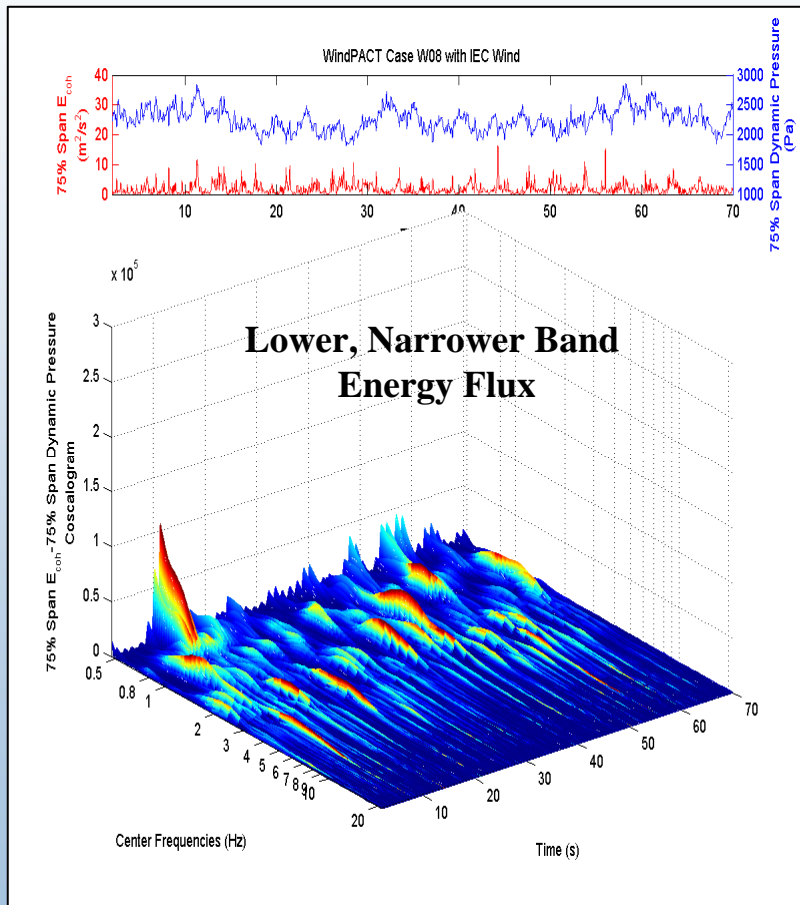 WindPACT Case W08 with IEC Wind
75% Span E_coh
(m²/s²)
40
30
20
10
0
3000
2500
2000
1500
1000
75% Span Dynamic Pressure
(Pa)
10 20 30 40 50 60 70
x 10⁵
Lower, Narrower Band
Energy Flux
75% Span E_coh-75% Span Dynamic Pressure
Coscalogram
3
2.5
2
1.5
1
0.5
0
0.5
0.8
1
2
3
4
5
6
7
8
9
10
20
Center Frequencies (Hz)
10
20
30
40
50
60
70
Time (s)